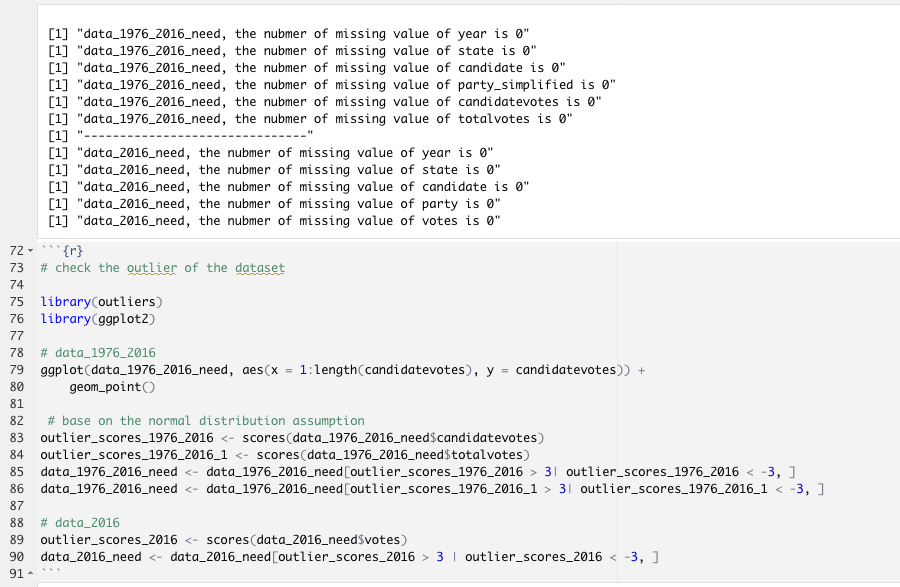 [1] "data_1976_2016_need, the nubmer of missing value of year is 0"
[1] "data_1976_2016_need, the nubmer of missing value of state is 0"
[1] "data_1976_2016_need, the nubmer of missing value of candidate is 0"
[1] "data_1976_2016_need, the nubmer of missing value of party_simplified is 0"
[1] "data_1976_2016_need, the nubmer of missing value of candidatevotes is 0"
[1] "data_1976_2016_need, the nubmer of missing value of totalvotes is 0"
[1] "-------------------------------"
[1] "data_2016_need, the nubmer of missing value of year is 0"
[1] "data_2016_need, the nubmer of missing value of state is 0"
[1] "data_2016_need, the nubmer of missing value of candidate is 0"
[1] "data_2016_need, the nubmer of missing value of party is 0"
[1] "data_2016_need, the nubmer of missing value of votes is 0"
72 ```{r}
73 # check the outlier of the dataset
74
75 library(outliers)
76 library(ggplot2)
77
78 # data_1976_2016
79 ggplot(data_1976_2016_need, aes(x = 1:length(candidatevotes), y = candidatevotes)) +
80     geom_point()
81
82  # base on the normal distribution assumption
83 outlier_scores_1976_2016 <- scores(data_1976_2016_need$candidatevotes)
84 outlier_scores_1976_2016_1 <- scores(data_1976_2016_need$totalvotes)
85 data_1976_2016_need <- data_1976_2016_need[outlier_scores_1976_2016 > 3| outlier_scores_1976_2016 < -3, ]
86 data_1976_2016_need <- data_1976_2016_need[outlier_scores_1976_2016_1 > 3| outlier_scores_1976_2016_1 < -3, ]
87
88 # data_2016
89 outlier_scores_2016 <- scores(data_2016_need$votes)
90 data_2016_need <- data_2016_need[outlier_scores_2016 > 3 | outlier_scores_2016 < -3, ]
91 ```